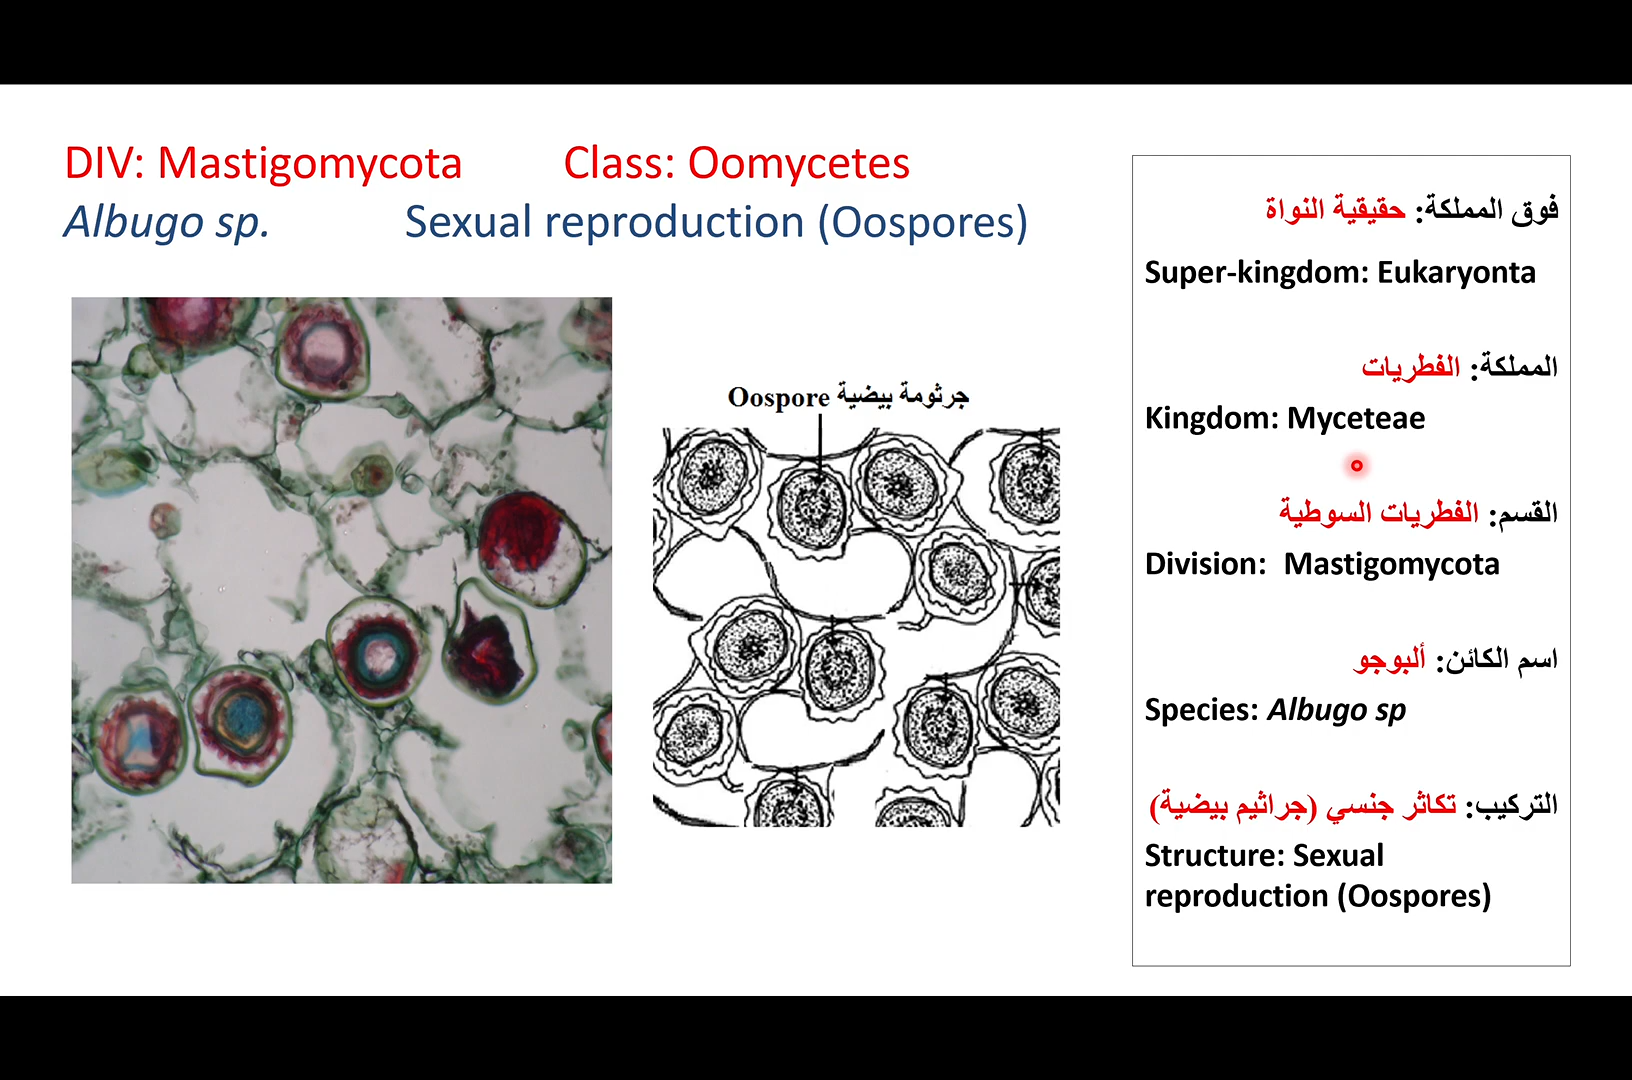 DIV: Mastigomycota Class: Oomycetes
Albugo sp. Sexual reproduction (Oospores)
Oospore جرثومة بيضية
فوق المملكة: حقيقية النواة
Super-kingdom: Eukaryonta
المملكة: الفطريات
Kingdom: Myceteae
القسم: الفطريات السوطية
Division: Mastigomycota
اسم الكائن: ألبوجو
Species: Albugo sp
التركيب: تكاثر جنسي (جراثيم بيضية)
Structure: Sexual
reproduction (Oospores)